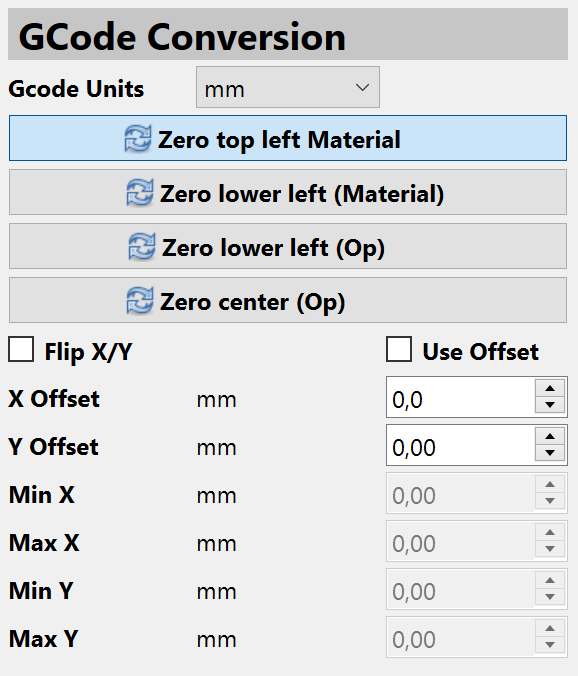 GCode Conversion
Gcode Units mm
Zero top left Material
Zero lower left (Material)
Zero lower left (Op)
Zero center (Op)
Flip X/Y Use Offset
X Offset mm 0,0
Y Offset mm 0,00
Min X mm 0,00
Max X mm 0,00
Min Y mm 0,00
Max Y mm 0,00